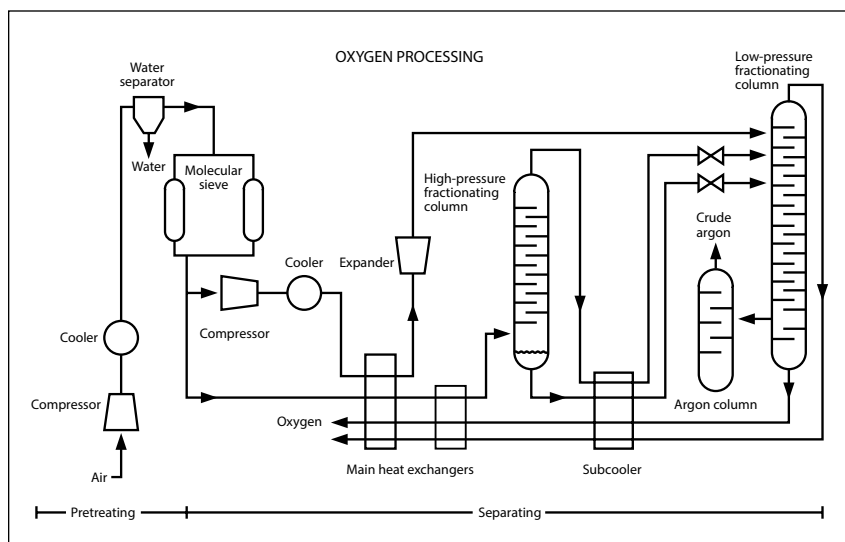 OXYGEN PROCESSING
Low-pressure
fractionating
column
Water
separator
Water
Molecular
sieve
High-pressure
fractionating
column
Crude
argon
Cooler
Expander
Cooler
Compressor
Compressor
Argon column
Oxygen
Main heat exchangers
Subcooler
Air
Pretreating
Separating